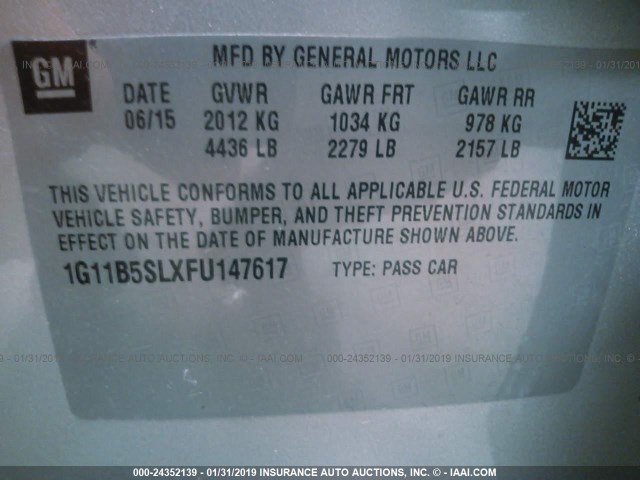 GM
MFD BY GENERAL MOTORS LLC
DATE GVWR GAWR FRT GAWR RR
06/15 2012 KG 1034 KG 978 KG
4436 LB 2279 LB 2157 LB
THIS VEHICLE CONFORMS TO ALL APPLICABLE U.S. FEDERAL MOTOR
VEHICLE SAFETY, BUMPER, AND THEFT PREVENTION STANDARDS IN
EFFECT ON THE DATE OF MANUFACTURE SHOWN ABOVE.
1G11B5SLXFU147617 TYPE: PASS CAR
000-24352139 - 01/31/2019 INSURANCE AUTO AUCTIONS, INC. - © IAAI.COM